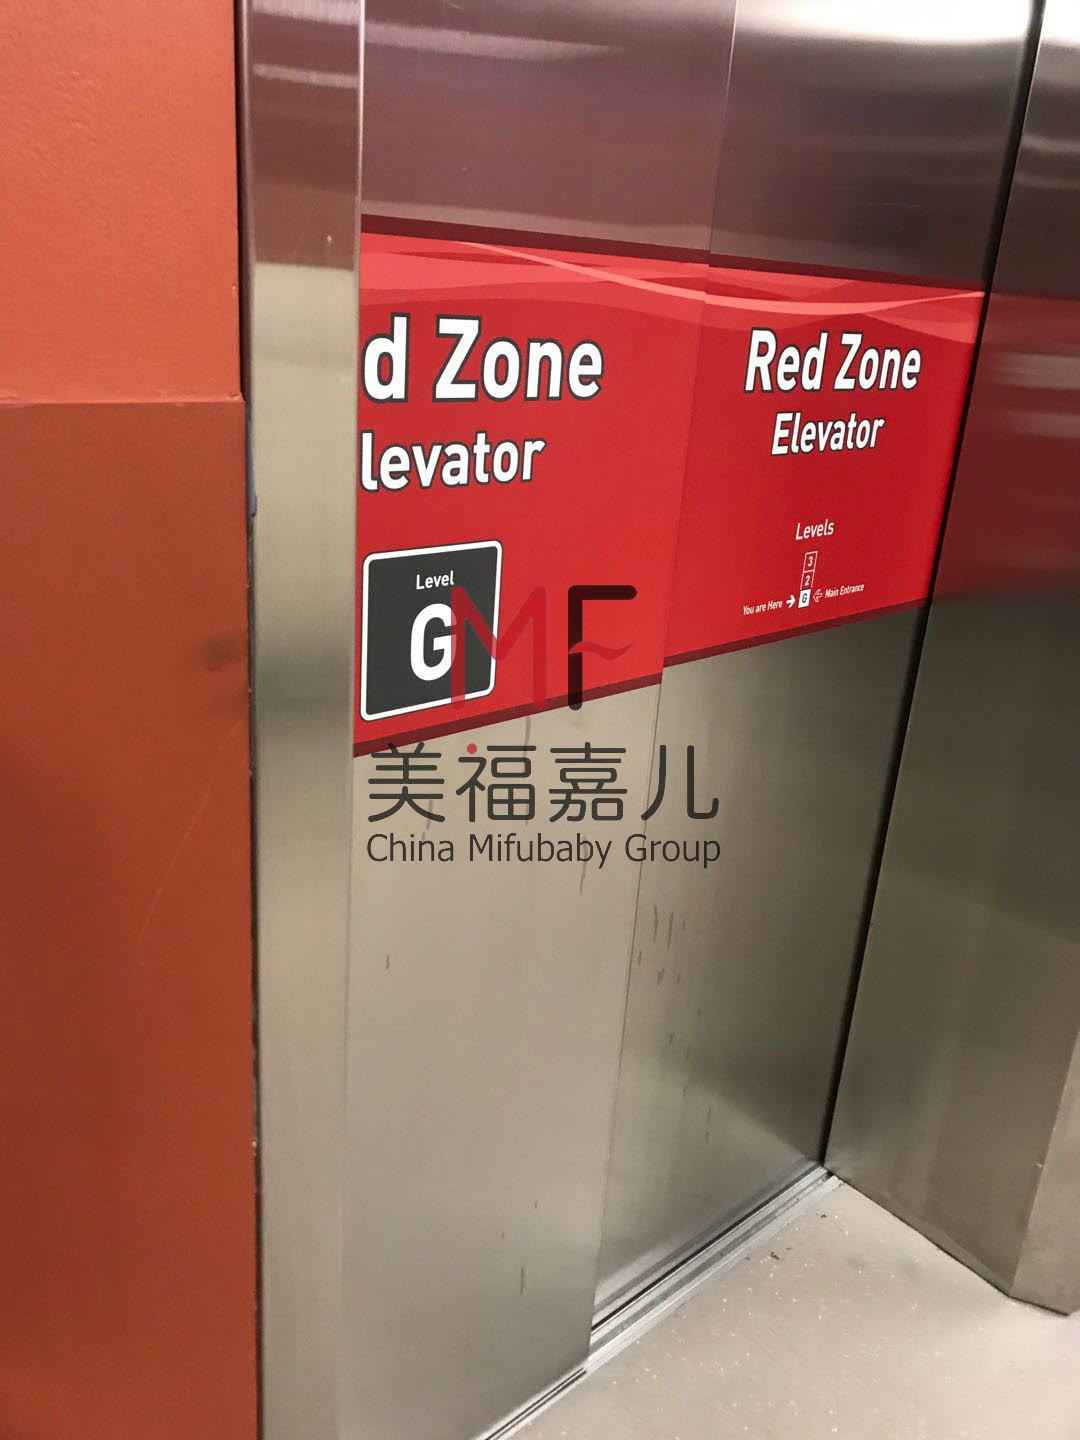 d Zone
levator
Level
G
Red Zone
Elevator
Levels
3
2
You are Here → G Main Entrance
MF
美福嘉儿
China Mifubaby Group